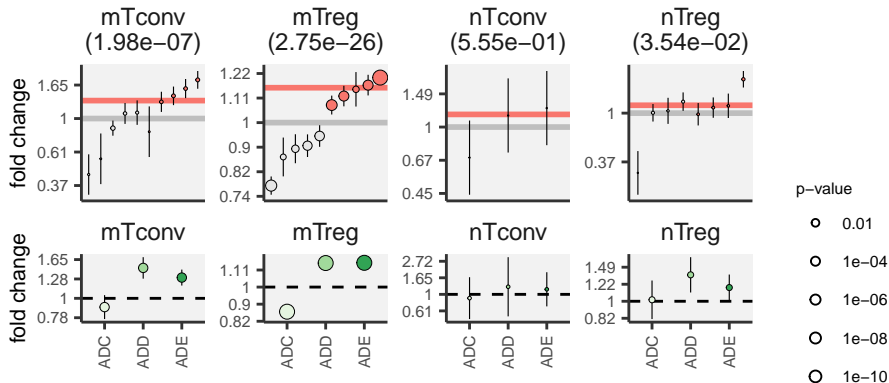 mTconv
(1.98e−07)
mTreg
(2.75e−26)
nTconv
(5.55e−01)
nTreg
(3.54e−02)
fold change
1.65
1
0.61
0.37
1.22
1.11
1
0.9
0.82
0.74
1.49
1
0.67
0.45
1
0.37
mTconv
mTreg
nTconv
nTreg
fold change
1.65
1.28
1
0.78
1.11
1
0.9
0.82
2.72
1.65
1
0.61
1.49
1.22
1
0.82
ADC
ADD
ADE
ADC
ADD
ADE
ADC
ADD
ADE
ADC
ADD
ADE
p−value
0.01
1e−04
1e−06
1e−08
1e−10